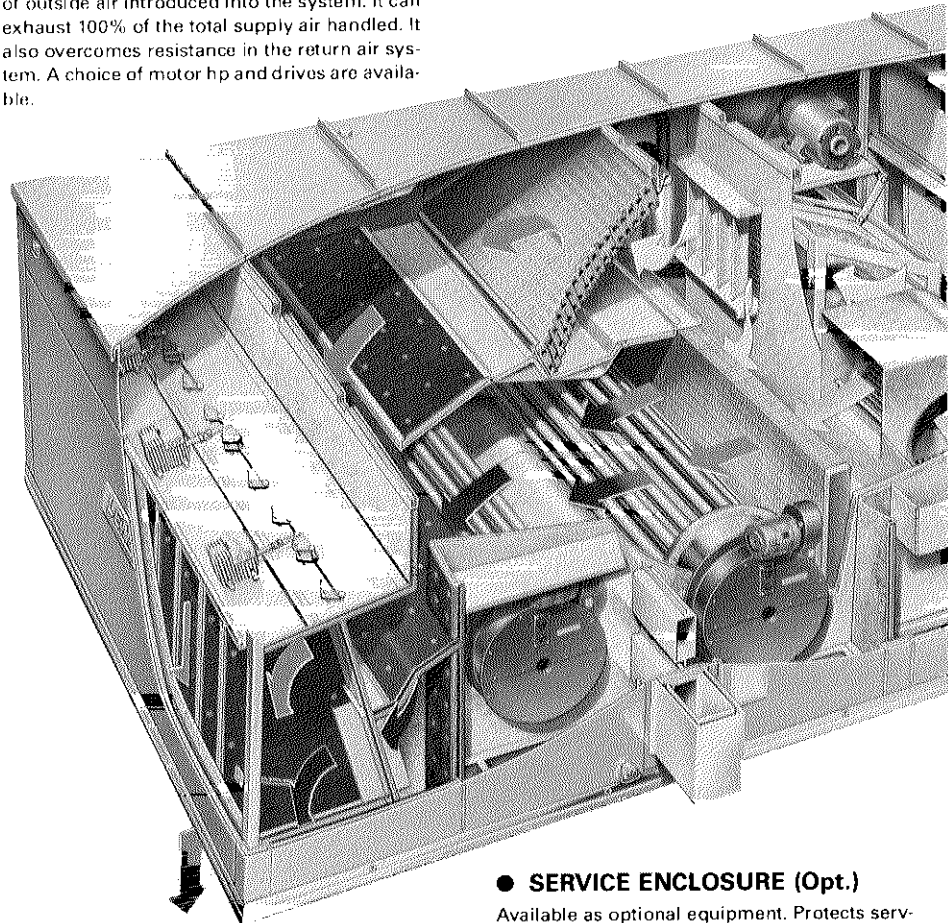 of outside air introduced into the system. It can
exhaust 100% of the total supply air handled. It
also overcomes resistance in the return air sys-
tem. A choice of motor hp and drives are availa-
ble.
● SERVICE ENCLOSURE (Opt.)
Available as optional equipment. Protects serv-